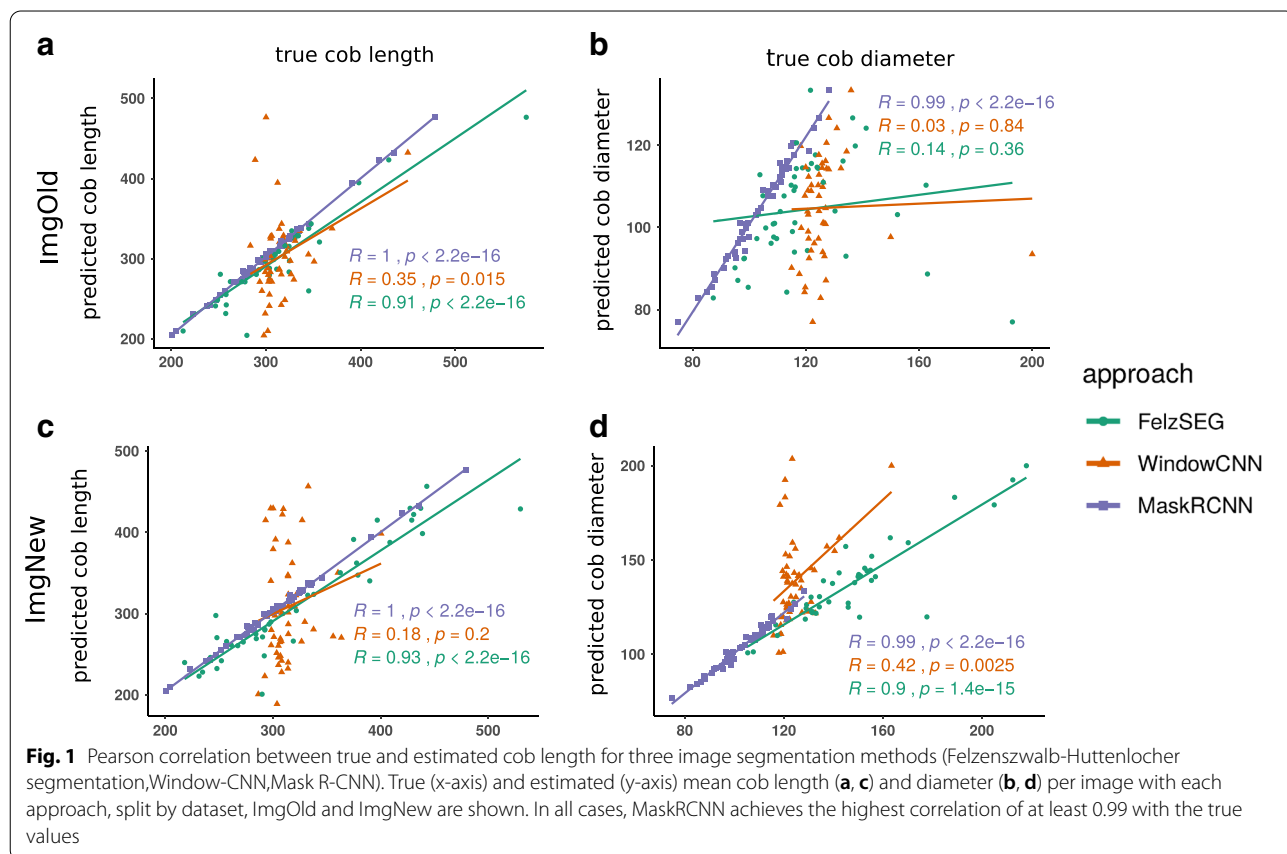 a
true cob length
predicted cob length
ImgOld
500
400
300
200
200
300
400
500
R = 1 , p < 2.2e−16
R = 0.35 , p = 0.015
R = 0.91 , p < 2.2e−16
b
true cob diameter
predicted cob diameter
120
100
80
80
120
160
200
R = 0.99 , p < 2.2e−16
R = 0.03 , p = 0.84
R = 0.14 , p = 0.36
c
predicted cob length
ImgNew
500
400
300
200
200
300
400
500
R = 1 , p < 2.2e−16
R = 0.18 , p = 0.2
R = 0.93 , p < 2.2e−16
d
predicted cob diameter
200
150
100
80
120
160
200
R = 0.99 , p < 2.2e−16
R = 0.42 , p = 0.0025
R = 0.9 , p = 1.4e−15
approach
FelzSEG
WindowCNN
MaskRCNN
Fig. 1 Pearson correlation between true and estimated cob length for three image segmentation methods (Felzenszwalb-Huttenlocher
segmentation,Window-CNN,Mask R-CNN). True (x-axis) and estimated (y-axis) mean cob length (a, c) and diameter (b, d) per image with each
approach, split by dataset, ImgOld and ImgNew are shown. In all cases, MaskRCNN achieves the highest correlation of at least 0.99 with the true
values